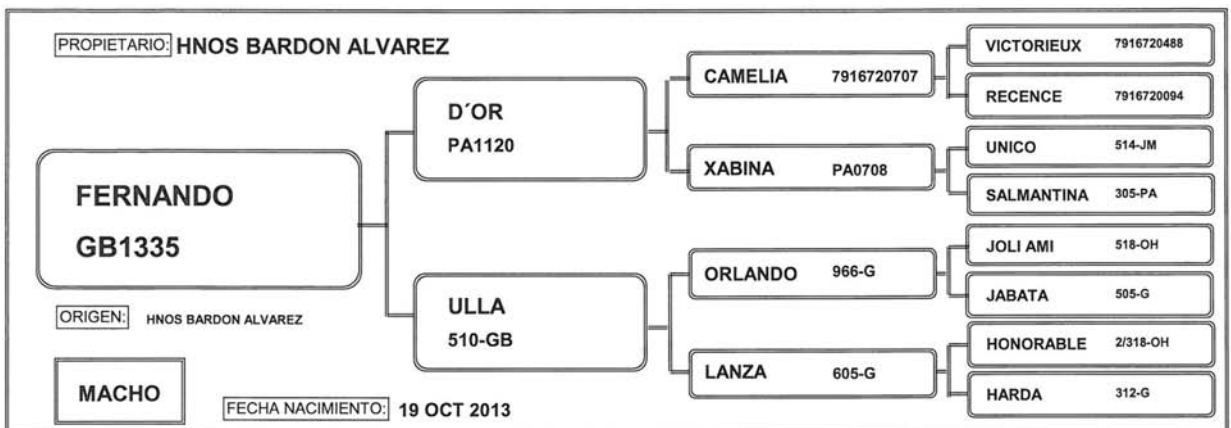 PROPIETARIO: HNOS BARDON ALVAREZ
FERNANDO
GB1335
ORIGEN: HNOS BARDON ALVAREZ
MACHO
FECHA NACIMIENTO: 19 OCT 2013
D´OR
PA1120
ULLA
510-GB
CAMELIA 7916720707
XABINA PA0708
ORLANDO 966-G
LANZA 605-G
VICTORIEUX 7916720488
RECENCE 7916720094
UNICO 514-JM
SALMANTINA 305-PA
JOLI AMI 518-OH
JABATA 505-G
HONORABLE 2/318-OH
HARDA 312-G